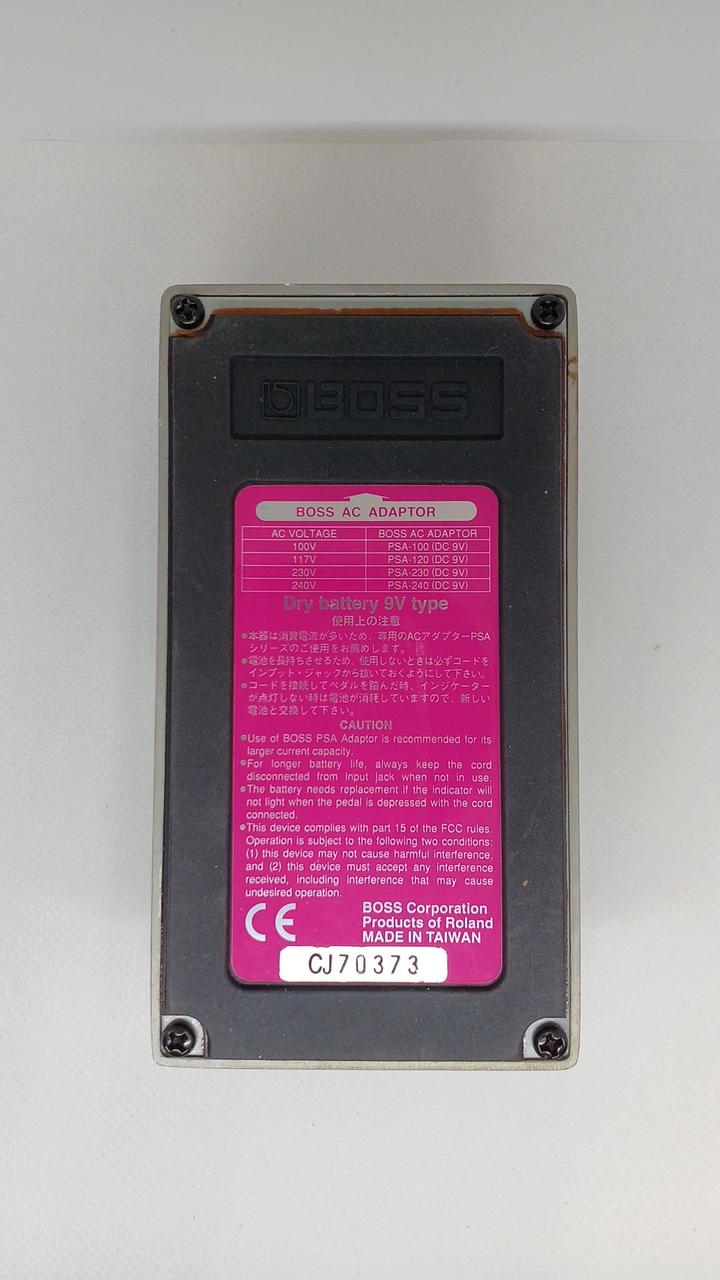 BOSS
BOSS AC ADAPTOR
AC VOLTAGE BOSS AC ADAPTOR
100V PSA-100 (DC 9V)
117V PSA-120 (DC 9V)
230V PSA-230 (DC 9V)
240V PSA-240 (DC 9V)
Dry battery 9V type
使用上の注意
●本器は消費電流が多いため、専用のACアダプターPSA
シリーズのご使用をお薦めします。
●電池を長持ちさせるため、使用しないときは必ずコードを
インプット・ジャックから抜いておくようにして下さい。
●コードを接続してペダルを踏んだ時、インジケーター
が点灯しない時は電池が消耗していますので、新しい
電池と交換して下さい。
CAUTION
●Use of BOSS PSA Adaptor is recommended for its
larger current capacity.
●For longer battery life, always keep the cord
disconnected from input jack when not in use.
●The battery needs replacement if the indicator will
not light when the pedal is depressed with the cord
connected.
●This device complies with part 15 of the FCC rules.
Operation is subject to the following two conditions:
(1) this device may not cause harmful interference,
and (2) this device must accept any interference
received, including interference that may cause
undesired operation.
CE
BOSS Corporation
Products of Roland
MADE IN TAIWAN
CJ70373